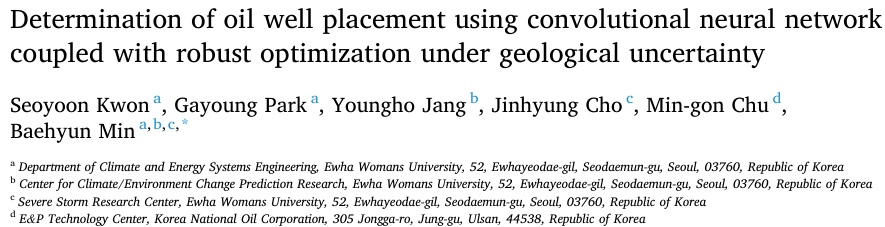 Determination of oil well placement using convolutional neural network
coupled with robust optimization under geological uncertainty
Seoyoon Kwon a, Gayoung Park a, Youngho Jang b, Jinhyung Cho c, Min-gon Chu d,
Baehyun Min a,b,c,*
a Department of Climate and Energy Systems Engineering, Ewha Womans University, 52, Ewhayeodae-gil, Seodaemun-gu, Seoul, 03760, Republic of Korea
b Center for Climate/Environment Change Prediction Research, Ewha Womans University, 52, Ewhayeodae-gil, Seodaemun-gu, Seoul, 03760, Republic of Korea
c Severe Storm Research Center, Ewha Womans University, 52, Ewhayeodae-gil, Seodaemun-gu, Seoul, 03760, Republic of Korea
d E&P Technology Center, Korea National Oil Corporation, 305 Jongga-ro, Jung-gu, Ulsan, 44538, Republic of Korea